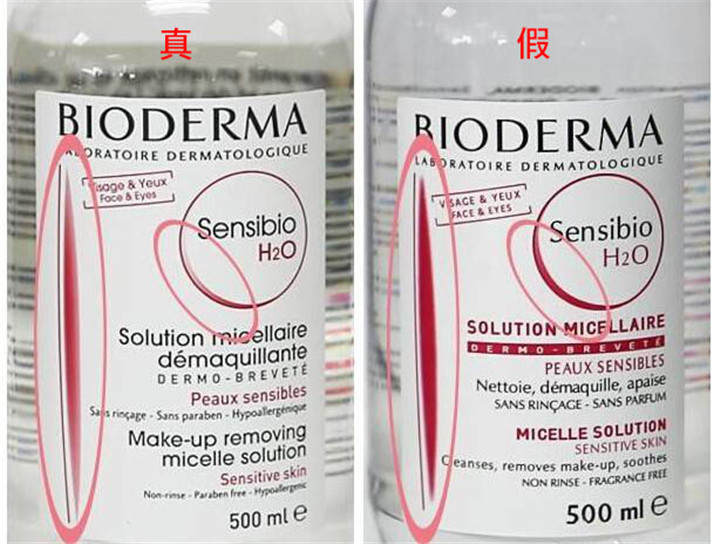 真
BIODERMA
LABORATOIRE DERMATOLOGIQUE
Visage & Yeux
Face & Eyes
Sensibio
H2O
Solution micellaire
démaquillante
DERMO-BREVETÉ
Peaux sensibles
Sans rinçage - Sans paraben - Hypoallergénique
Make-up removing
micelle solution
Sensitive skin
Non-rinse - Paraben free - Hypoallergenic
500 ml e
假
BIODERMA
LABORATOIRE DERMATOLOGIQUE
VISAGE & YEUX
FACE & EYES
Sensibio
H2O
SOLUTION MICELLAIRE
DERMO-BREVETÉ
PEAUX SENSIBLES
Nettoie, démaquille, apaise
SANS RINÇAGE - SANS PARFUM
MICELLE SOLUTION
SENSITIVE SKIN
Cleanses, removes make-up, soothes
NON RINSE - FRAGRANCE FREE
500 ml e